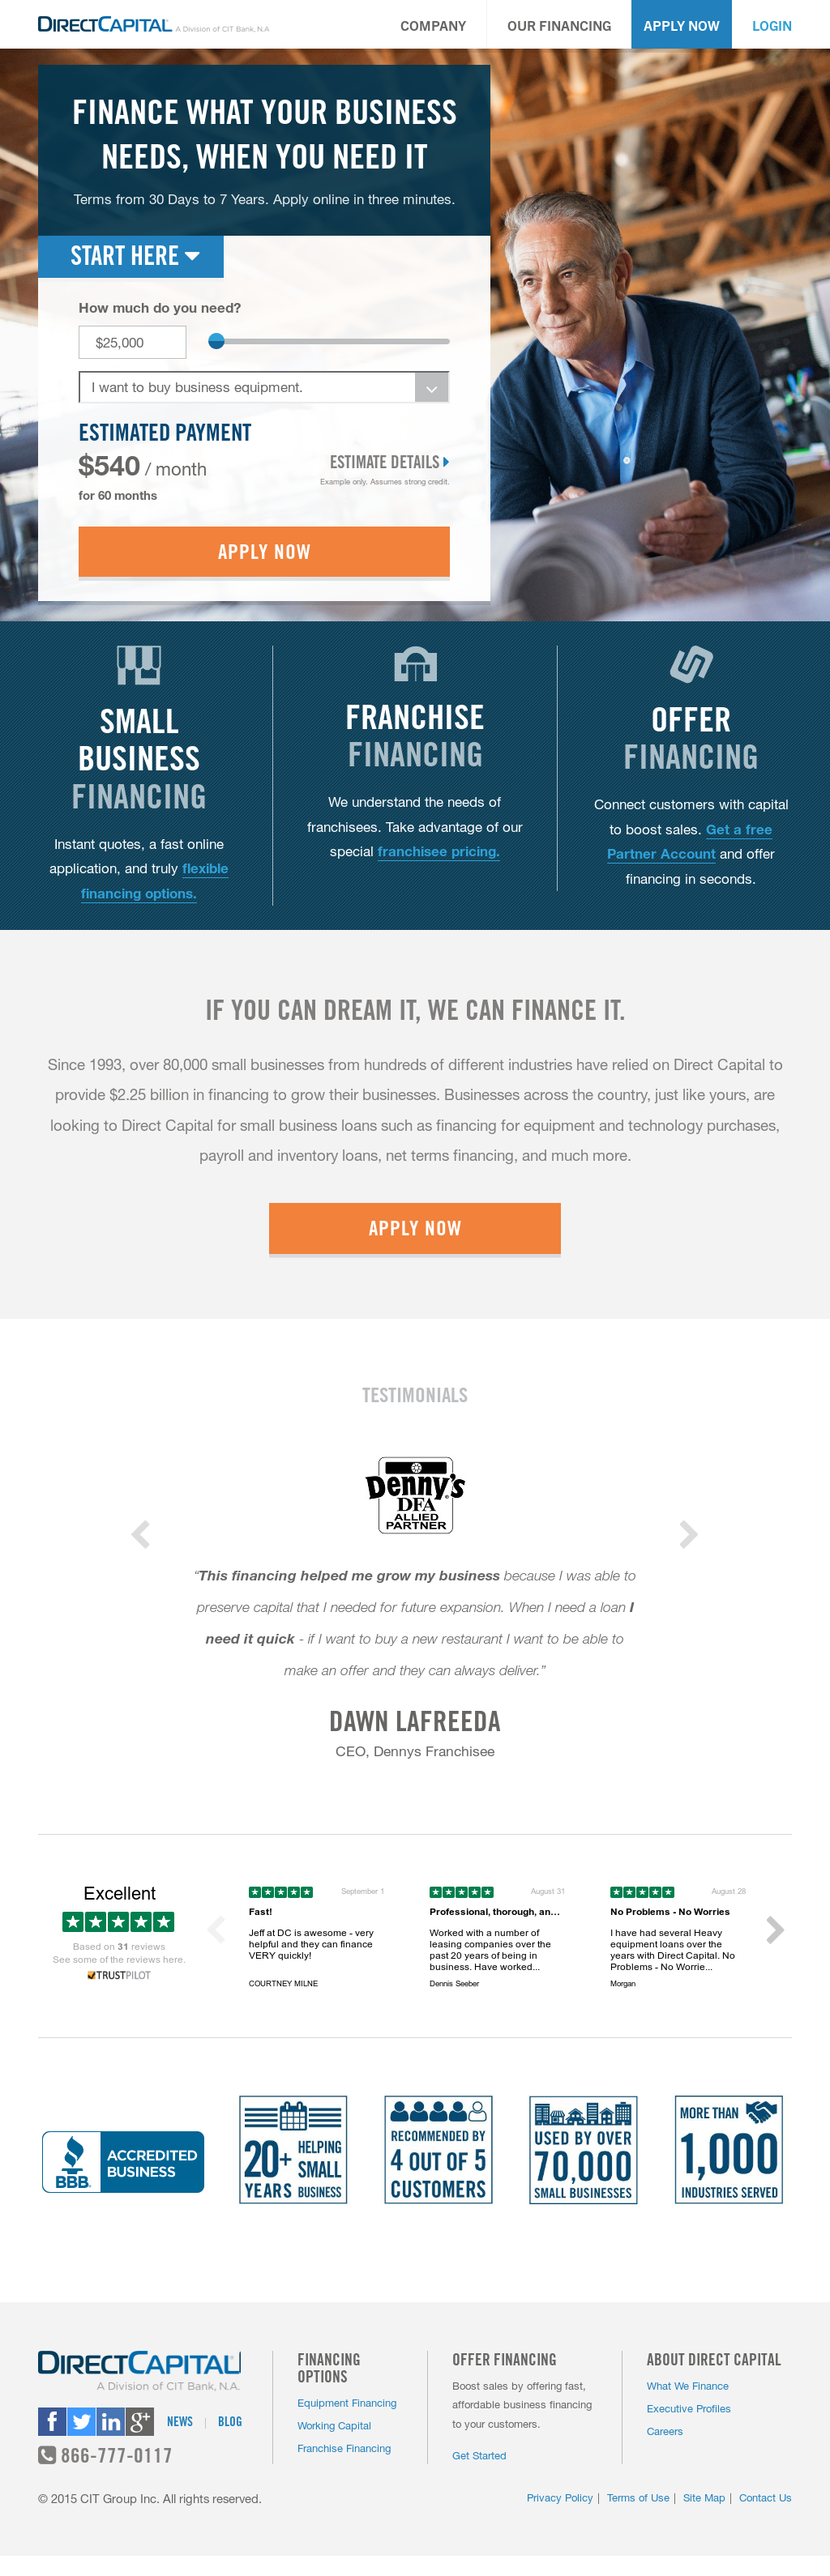 DIRECTCAPITAL A Division of CIT Bank, N.A
COMPANY
OUR FINANCING
APPLY NOW
LOGIN
FINANCE WHAT YOUR BUSINESS
NEEDS, WHEN YOU NEED IT
Terms from 30 Days to 7 Years. Apply online in three minutes.
START HERE
How much do you need?
$25,000
I want to buy business equipment.
ESTIMATED PAYMENT
$540 / month
for 60 months
ESTIMATE DETAILS
Example only. Assumes strong credit.
APPLY NOW
SMALL
BUSINESS
FINANCING
Instant quotes, a fast online
application, and truly flexible
financing options.
FRANCHISE
FINANCING
We understand the needs of
franchisees. Take advantage of our
special franchisee pricing.
OFFER
FINANCING
Connect customers with capital
to boost sales. Get a free
Partner Account and offer
financing in seconds.
IF YOU CAN DREAM IT, WE CAN FINANCE IT.
Since 1993, over 80,000 small businesses from hundreds of different industries have relied on Direct Capital to
provide $2.25 billion in financing to grow their businesses. Businesses across the country, just like yours, are
looking to Direct Capital for small business loans such as financing for equipment and technology purchases,
payroll and inventory loans, net terms financing, and much more.
APPLY NOW
TESTIMONIALS
Denny's
DFA
ALLIED
PARTNER
“This financing helped me grow my business because I was able to
preserve capital that I needed for future expansion. When I need a loan I
need it quick - if I want to buy a new restaurant I want to be able to
make an offer and they can always deliver.”
DAWN LAFREEDA
CEO, Dennys Franchisee
Excellent
Based on 31 reviews
See some of the reviews here.
TRUSTPILOT
September 1
Fast!
Jeff at DC is awesome - very
helpful and they can finance
VERY quickly!
COURTNEY MILNE
August 31
Professional, thorough, an...
Worked with a number of
leasing companies over the
past 20 years of being in
business. Have worked...
Dennis Seeber
August 28
No Problems - No Worries
I have had several Heavy
equipment loans over the
years with Direct Capital. No
Problems - No Worrie...
Morgan
BBB
ACCREDITED
BUSINESS
20+ YEARS
HELPING
SMALL
BUSINESS
RECOMMENDED BY
4 OUT OF 5
CUSTOMERS
USED BY OVER
70,000
SMALL BUSINESSES
MORE THAN
1,000
INDUSTRIES SERVED
DIRECTCAPITAL
A Division of CIT Bank, N.A.
f in g+ NEWS | BLOG
866-777-0117
FINANCING
OPTIONS
Equipment Financing
Working Capital
Franchise Financing
OFFER FINANCING
Boost sales by offering fast,
affordable business financing
to your customers.
Get Started
ABOUT DIRECT CAPITAL
What We Finance
Executive Profiles
Careers
© 2015 CIT Group Inc. All rights reserved.
Privacy Policy | Terms of Use | Site Map | Contact Us